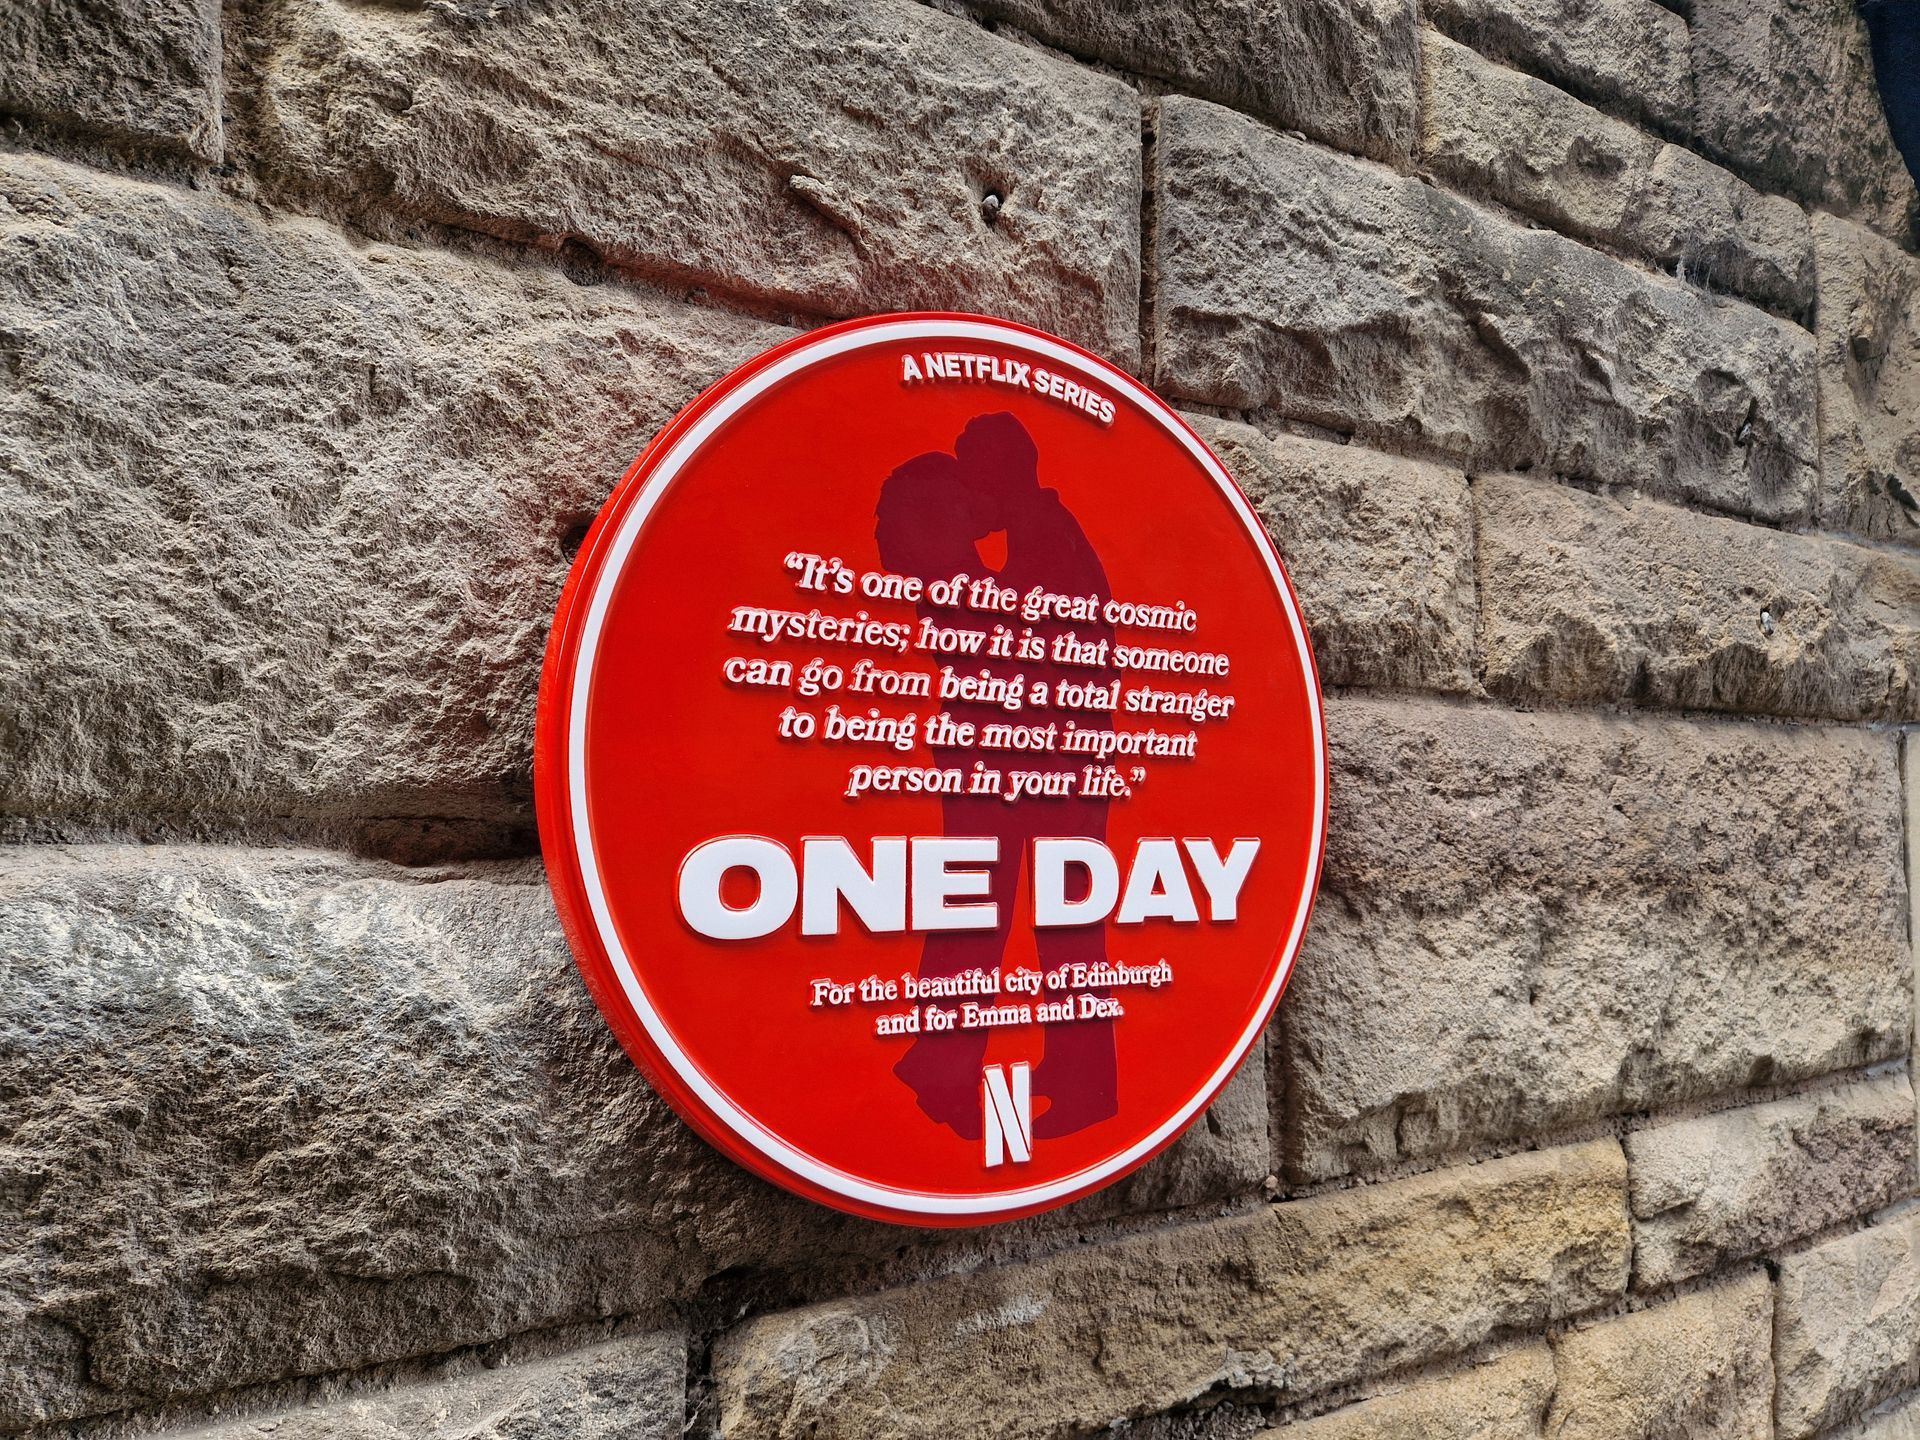 A NETFLIX SERIES
“It’s one of the great cosmic
mysteries; how it is that someone
can go from being a total stranger
to being the most important
person in your life.”
ONE DAY
For the beautiful city of Edinburgh
and for Emma and Dex.
N